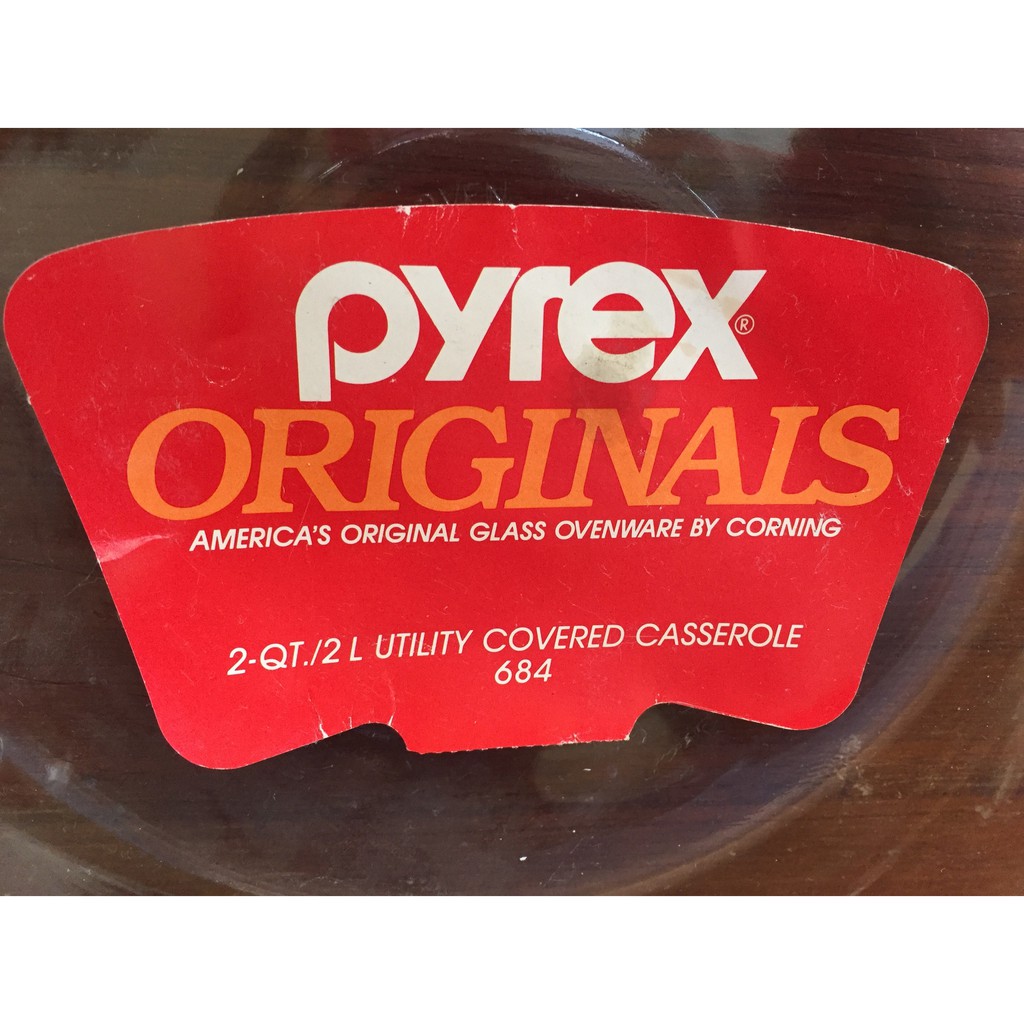 pyrex®
ORIGINALS
AMERICA'S ORIGINAL GLASS OVENWARE BY CORNING
2-QT./2 L UTILITY COVERED CASSEROLE
684